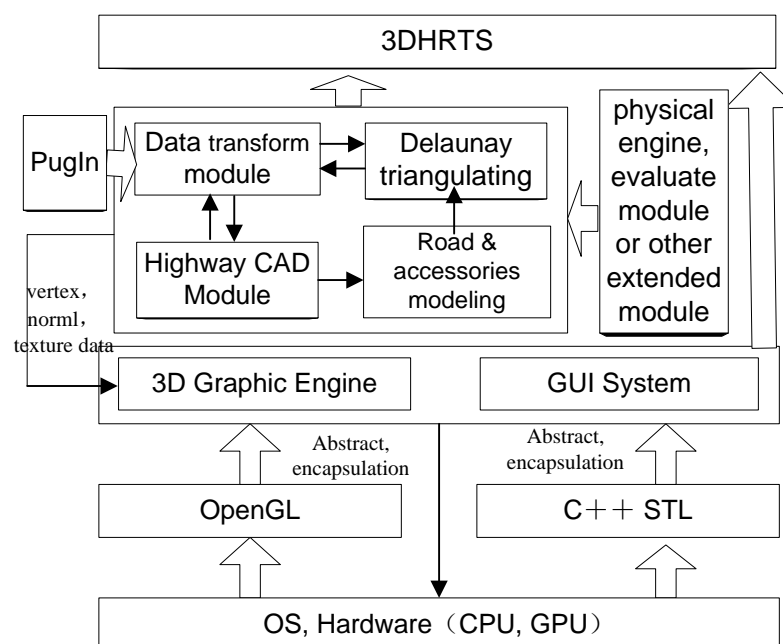 3DHRTS
PugIn
Data transform
module
Delaunay
triangulating
physical
engine,
evaluate
module
or other
extended
module
Highway CAD
Module
Road &
accessories
modeling
vertex，
norml，
texture data
3D Graphic Engine
GUI System
Abstract,
encapsulation
Abstract,
encapsulation
OpenGL
C＋＋ STL
OS, Hardware（CPU, GPU）